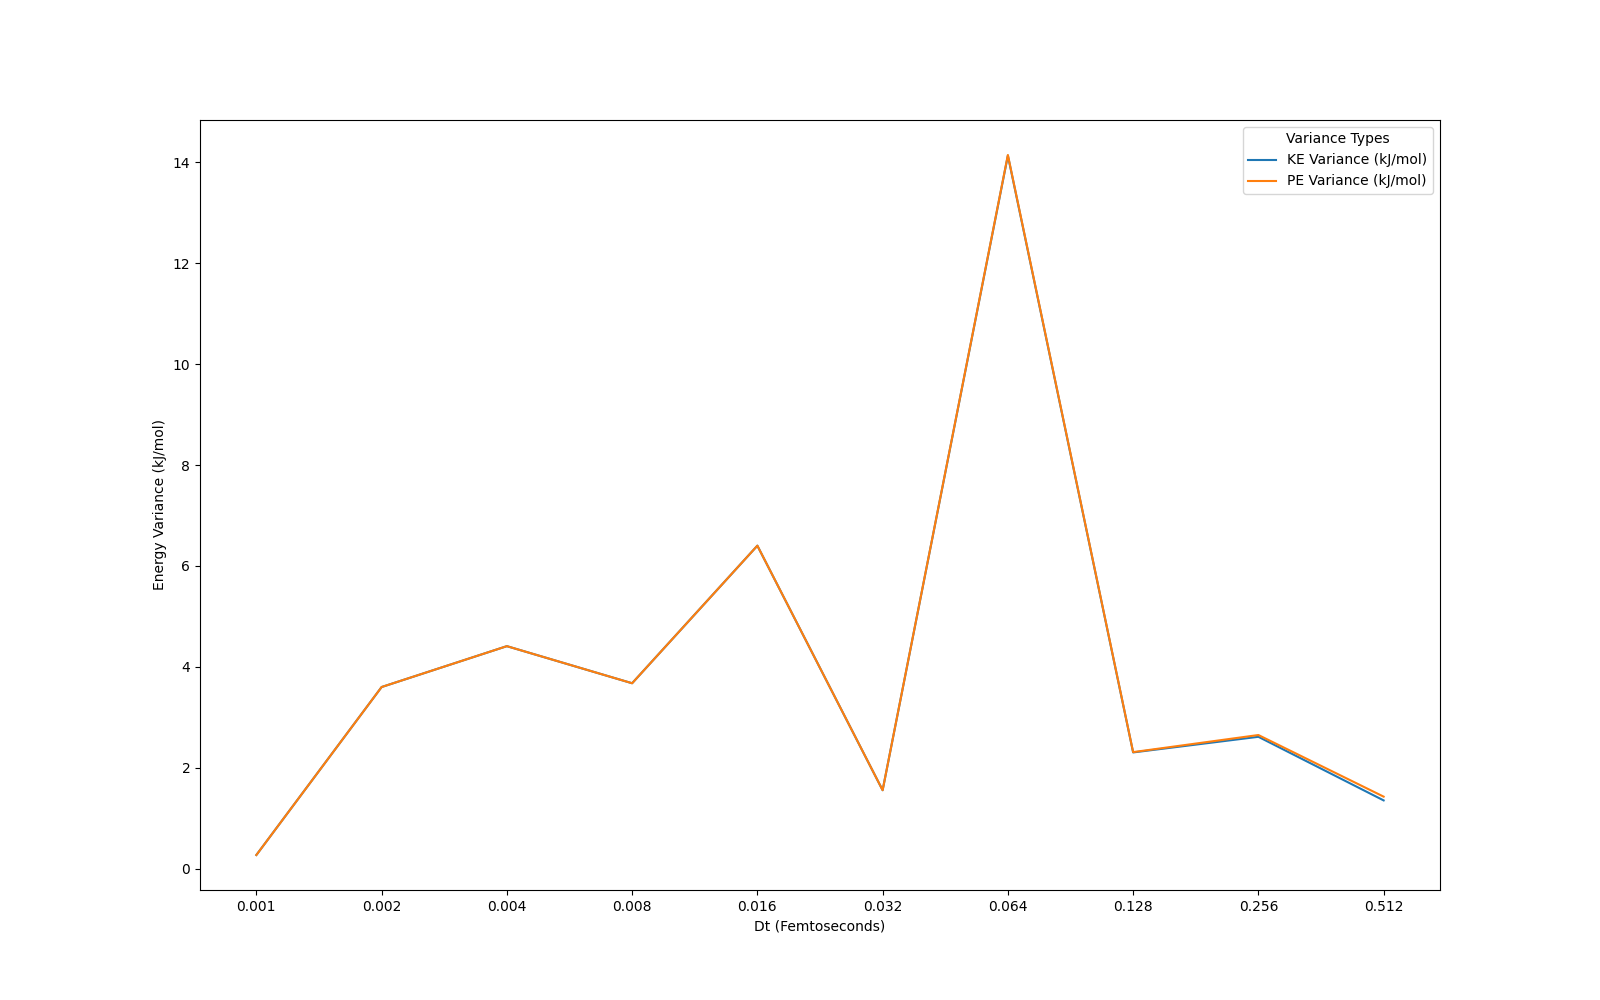 Variance Types
KE Variance (kJ/mol)
PE Variance (kJ/mol)
Energy Variance (kJ/mol)
14
12
10
8
6
4
2
0
0.001 0.002 0.004 0.008 0.016 0.032 0.064 0.128 0.256 0.512
Dt (Femtoseconds)